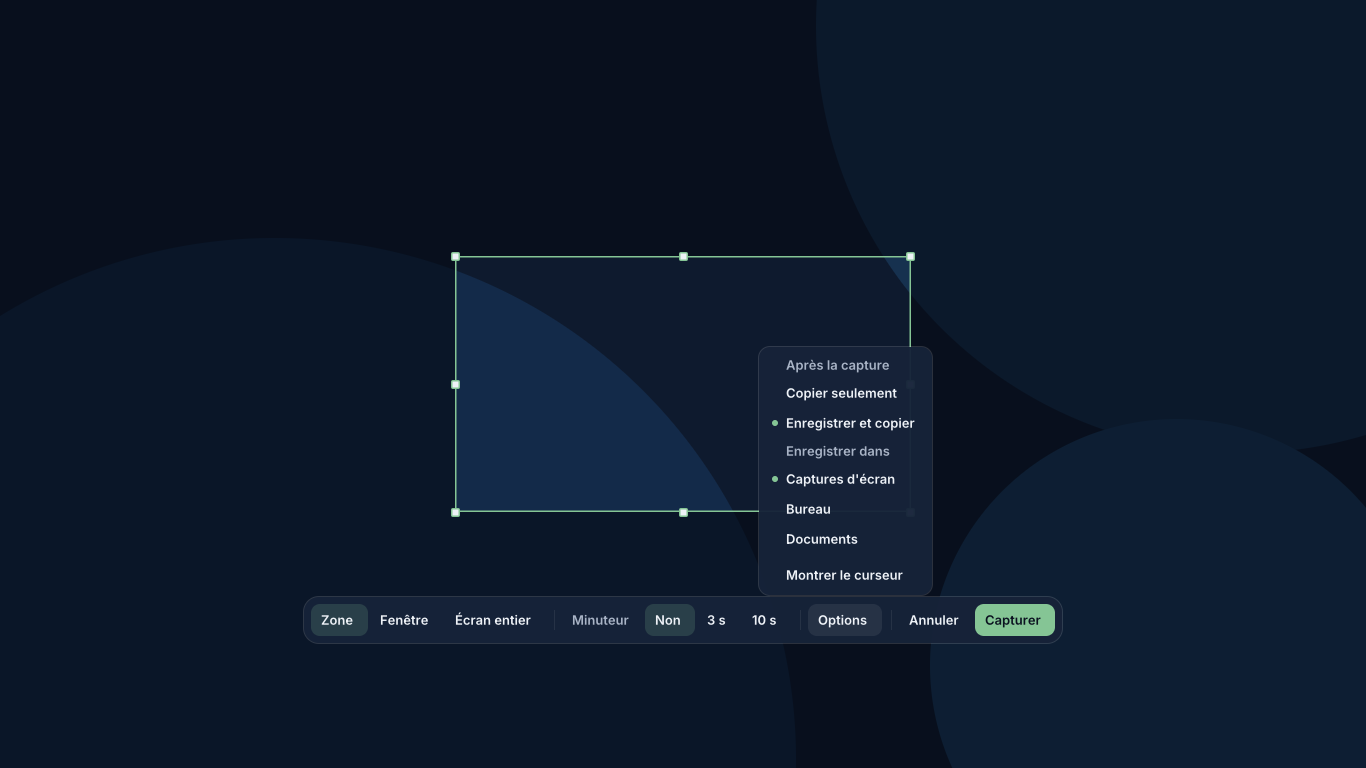 Après la capture
Copier seulement
Enregistrer et copier
Enregistrer dans
Captures d'écran
Bureau
Documents
Montrer le curseur
Zone Fenêtre Écran entier Minuteur Non 3 s 10 s Options Annuler Capturer